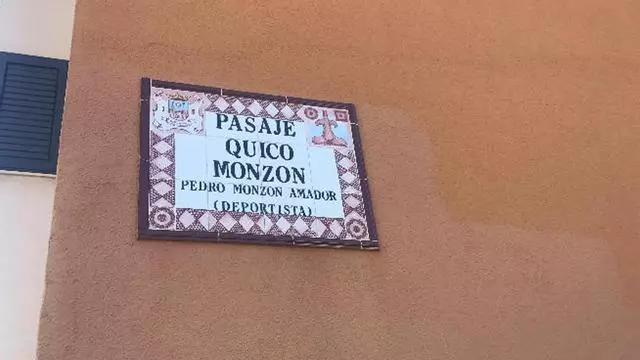 PASAJE
QUICO
MONZON
PEDRO MONZON AMADOR
(DEPORTISTA)